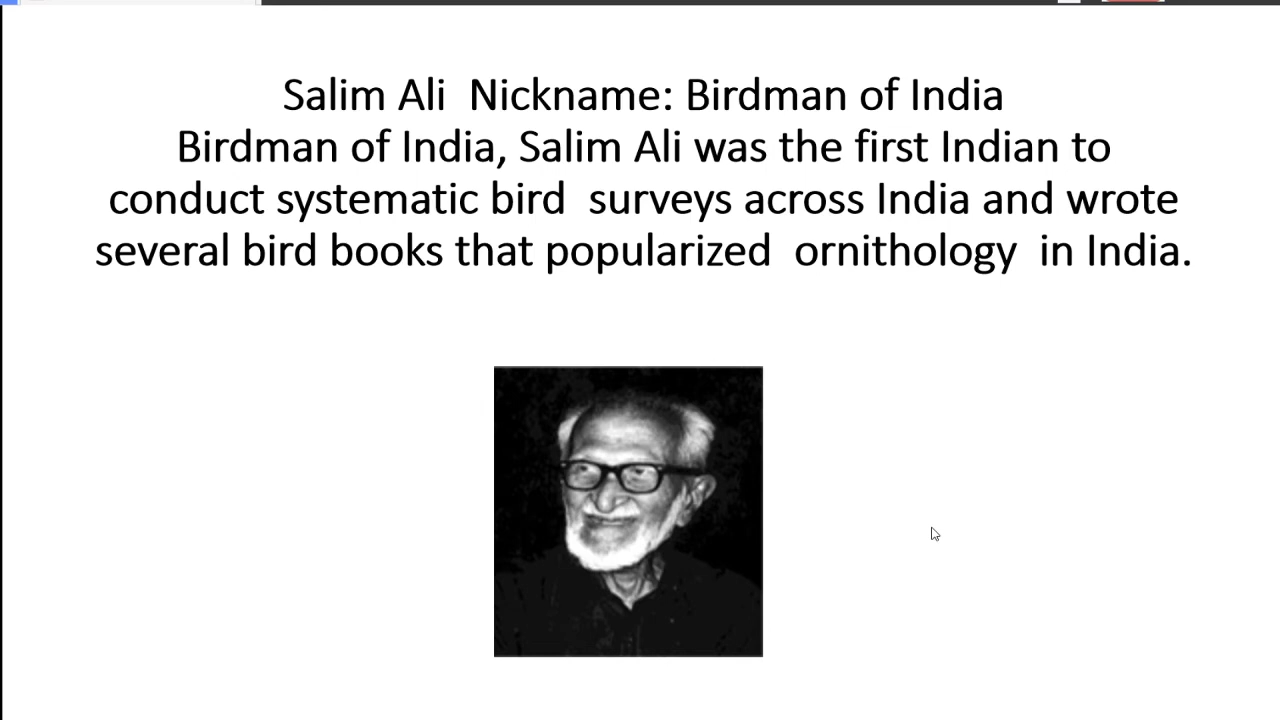 Salim Ali  Nickname: Birdman of India
Birdman of India, Salim Ali was the first Indian to
conduct systematic bird  surveys across India and wrote
several bird books that popularized  ornithology  in India.